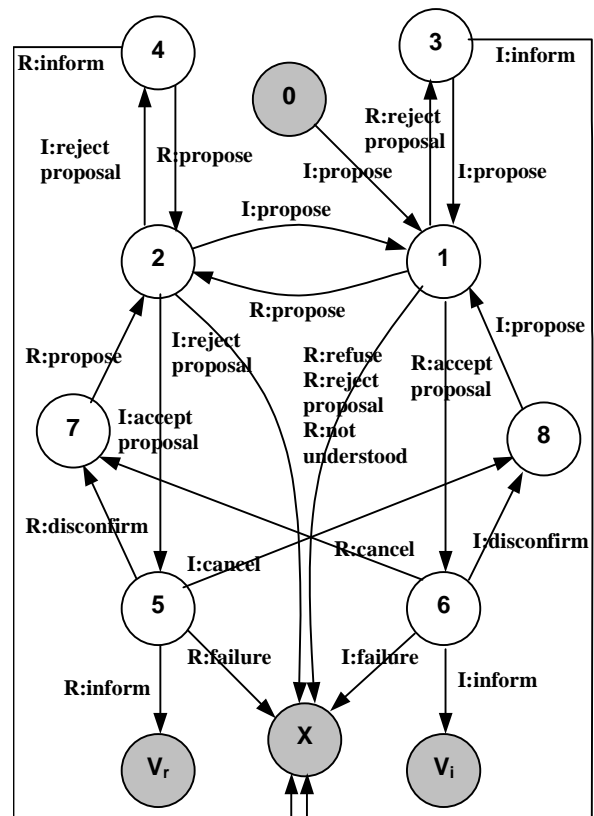 4
3
R:inform
I:inform
0
R:reject
proposal
I:reject
proposal
R:propose
I:propose
I:propose
I:propose
2
1
R:propose
I:propose
I:reject
proposal
R:refuse
R:reject
proposal
R:not
understood
R:accept
proposal
R:propose
I:accept
proposal
7
8
R:disconfirm
I:cancel
R:cancel
I:disconfirm
5
6
R:failure
I:failure
R:inform
I:inform
X
Vr
Vi